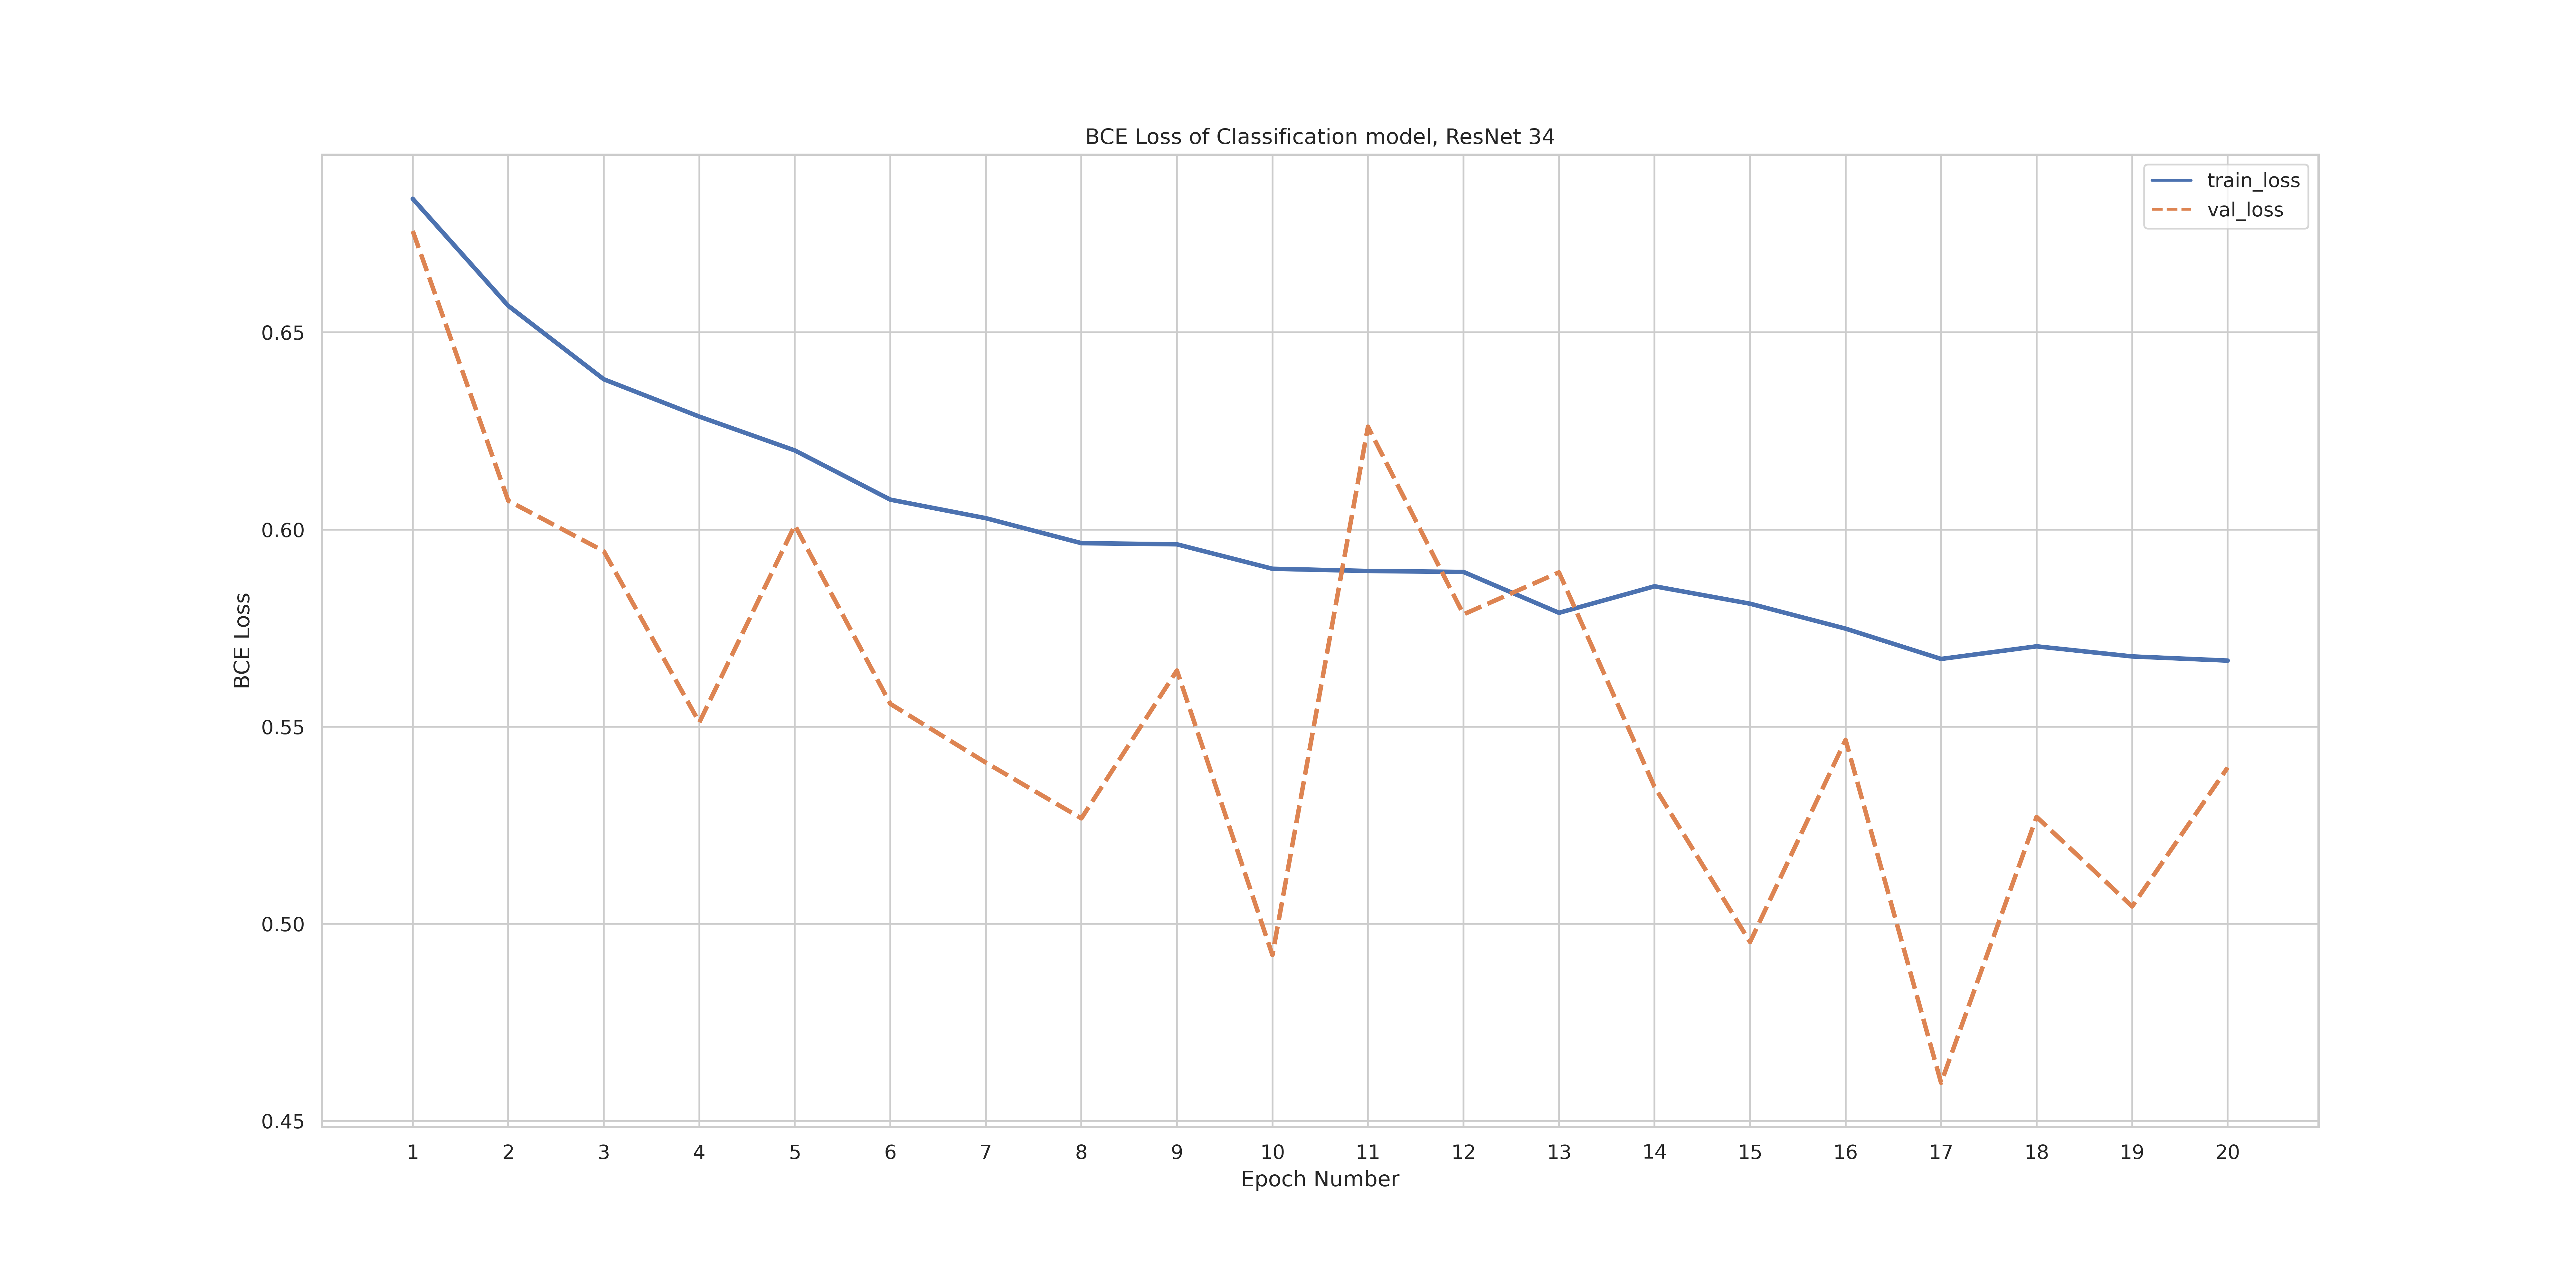 BCE Loss of Classification model, ResNet 34
train_loss
val_loss
0.65
0.60
0.55
0.50
0.45
BCE Loss
1 2 3 4 5 6 7 8 9 10 11 12 13 14 15 16 17 18 19 20
Epoch Number